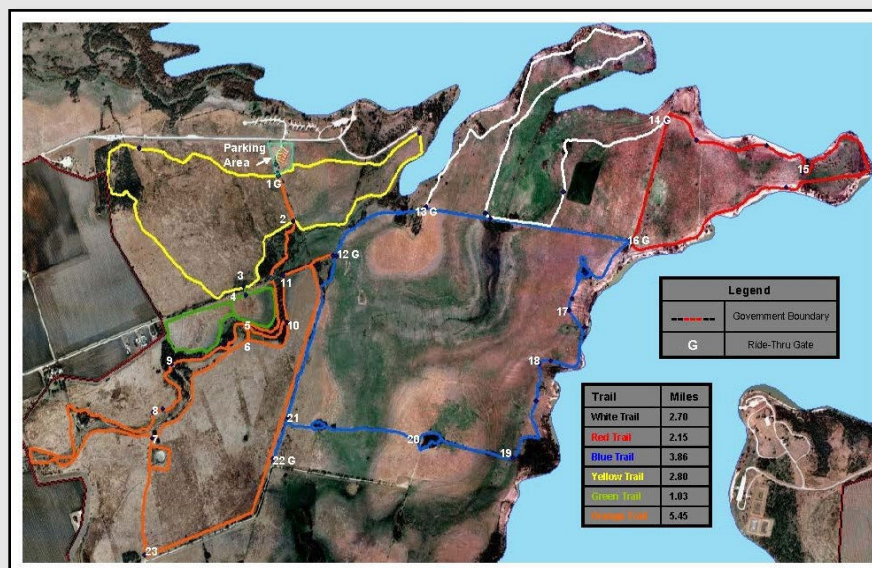 Parking
Area
1 G
2
3
4
5
6
7
8
9
10
11
12 G
13 G
14 G
15
16 G
17
18
19
20
21
22 G
23
Legend
Government Boundary
G Ride-Thru Gate
Trail Miles
White Trail 2.70
Red Trail 2.15
Blue Trail 3.86
Yellow Trail 2.80
Green Trail 1.03
Orange Trail 5.45